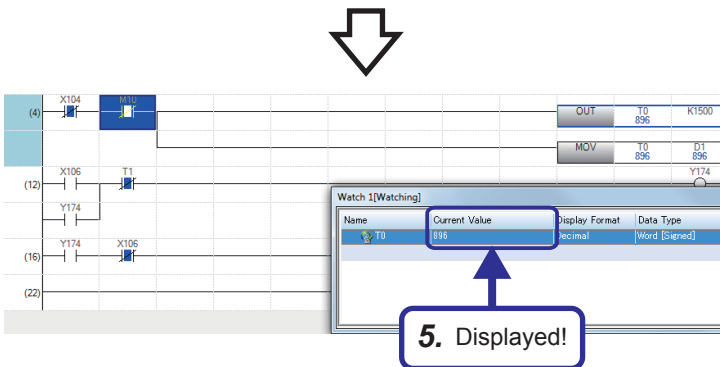 X104 M10
(4) OUT T0 K1500
896
MOV T0 D1
896 896
X106 T1 Y174
(12)
Y174
Watch 1[Watching]
Name Current Value Display Format Data Type
T0 896 Decimal Word [Signed]
Y174 X106
(16)
(22)
5. Displayed!